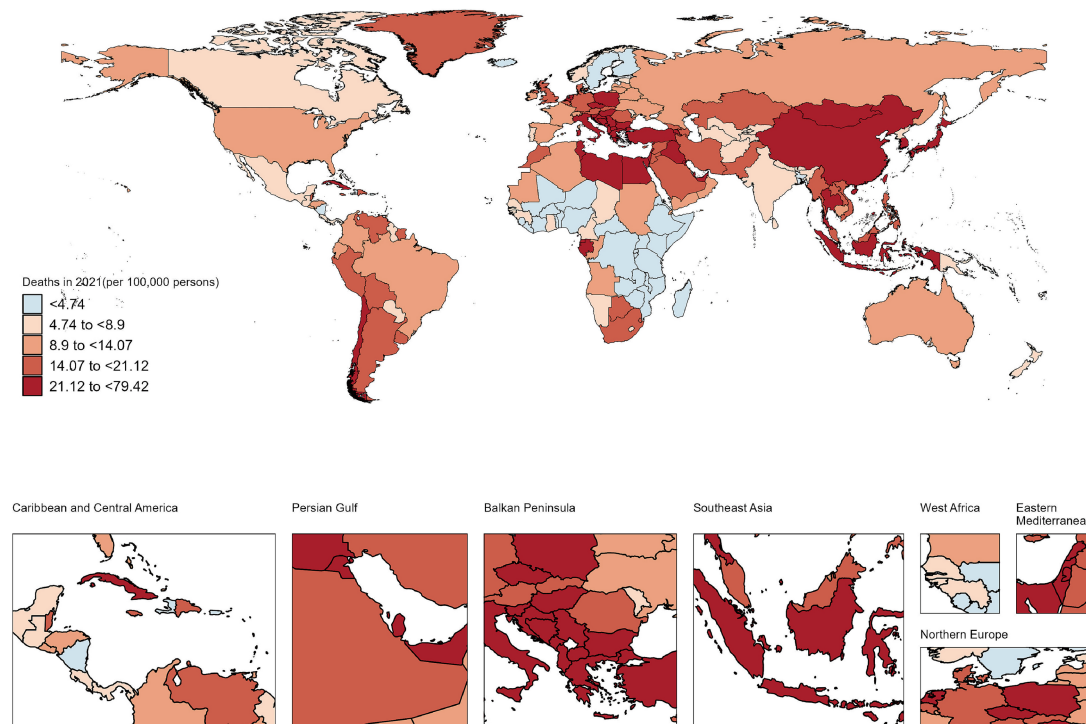 Deaths in 2021(per 100,000 persons)
<4.74
4.74 to <8.9
8.9 to <14.07
14.07 to <21.12
21.12 to <79.42
Caribbean and Central America
Persian Gulf
Balkan Peninsula
Southeast Asia
West Africa
Eastern
Mediterranea
Northern Europe